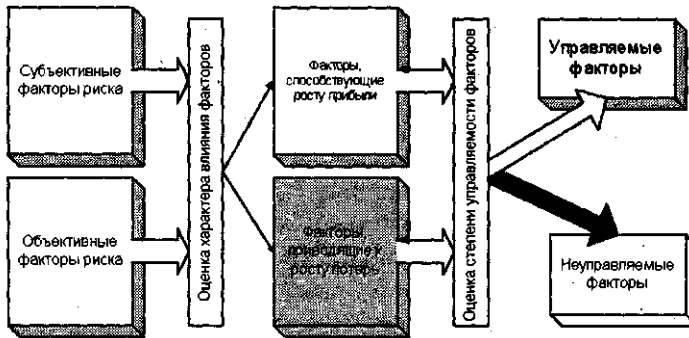 Субъективные
факторы риска
Объективные
факторы риска
Оценка характера влияния факторов
Факторы,
способствующие
росту прибыли
Факторы,
приводящие к
росту потерь
Оценка степени управляемости факторов
Управляемые
факторы
Неуправляемые
факторы